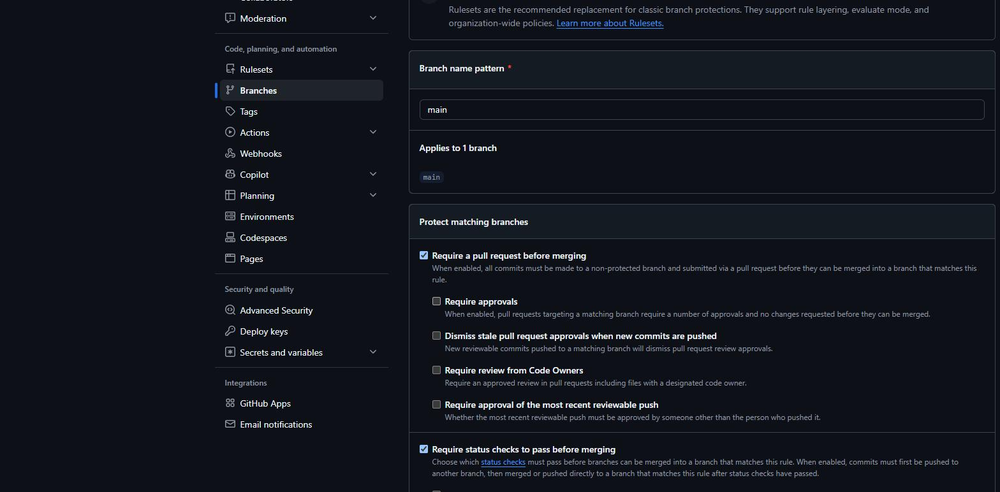 Moderation
Code, planning, and automation
Rulesets
Branches
Tags
Actions
Webhooks
Copilot
Planning
Environments
Codespaces
Pages
Security and quality
Advanced Security
Deploy keys
Secrets and variables
Integrations
GitHub Apps
Email notifications
Rulesets are the recommended replacement for classic branch protections. They support rule layering, evaluate mode, and
organization-wide policies. Learn more about Rulesets.
Branch name pattern *
main
Applies to 1 branch
main
Protect matching branches
Require a pull request before merging
When enabled, all commits must be made to a non-protected branch and submitted via a pull request before they can be merged into a branch that matches this
rule.
Require approvals
When enabled, pull requests targeting a matching branch require a number of approvals and no changes requested before they can be merged.
Dismiss stale pull request approvals when new commits are pushed
New reviewable commits pushed to a matching branch will dismiss pull request review approvals.
Require review from Code Owners
Require an approved review in pull requests including files with a designated code owner.
Require approval of the most recent reviewable push
Whether the most recent reviewable push must be approved by someone other than the person who pushed it.
Require status checks to pass before merging
Choose which status checks must pass before branches can be merged into a branch that matches this rule. When enabled, commits must first be pushed to
another branch, then merged or pushed directly to a branch that matches this rule after status checks have passed.